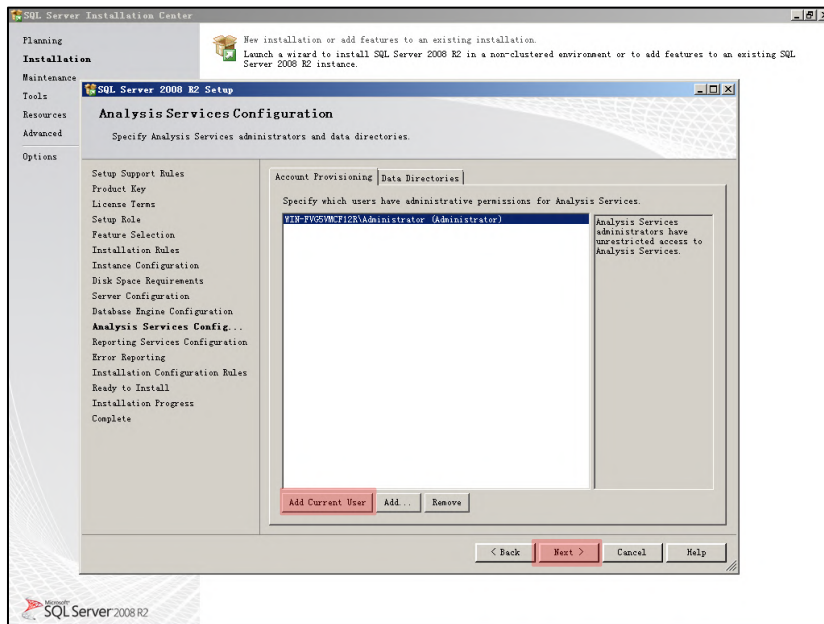 SQL Server Installation Center
Planning
Installation
Maintenance
Tools
Resources
Advanced
Options
New installation or add features to an existing installation.
Launch a wizard to install SQL Server 2008 R2 in a non-clustered environment or to add features to an existing SQL
Server 2008 R2 instance.
SQL Server 2008 R2 Setup
Analysis Services Configuration
Specify Analysis Services administrators and data directories.
Setup Support Rules
Product Key
License Terms
Setup Role
Feature Selection
Installation Rules
Instance Configuration
Disk Space Requirements
Server Configuration
Database Engine Configuration
Analysis Services Config...
Reporting Services Configuration
Error Reporting
Installation Configuration Rules
Ready to Install
Installation Progress
Complete
Account Provisioning
Data Directories
Specify which users have administrative permissions for Analysis Services.
WIN-FVG5VMCF12R\Administrator (Administrator)
Analysis Services
administrators have
unrestricted access to
Analysis Services.
Add Current User
Add...
Remove
< Back
Next >
Cancel
Help
Microsoft
SQL Server 2008 R2